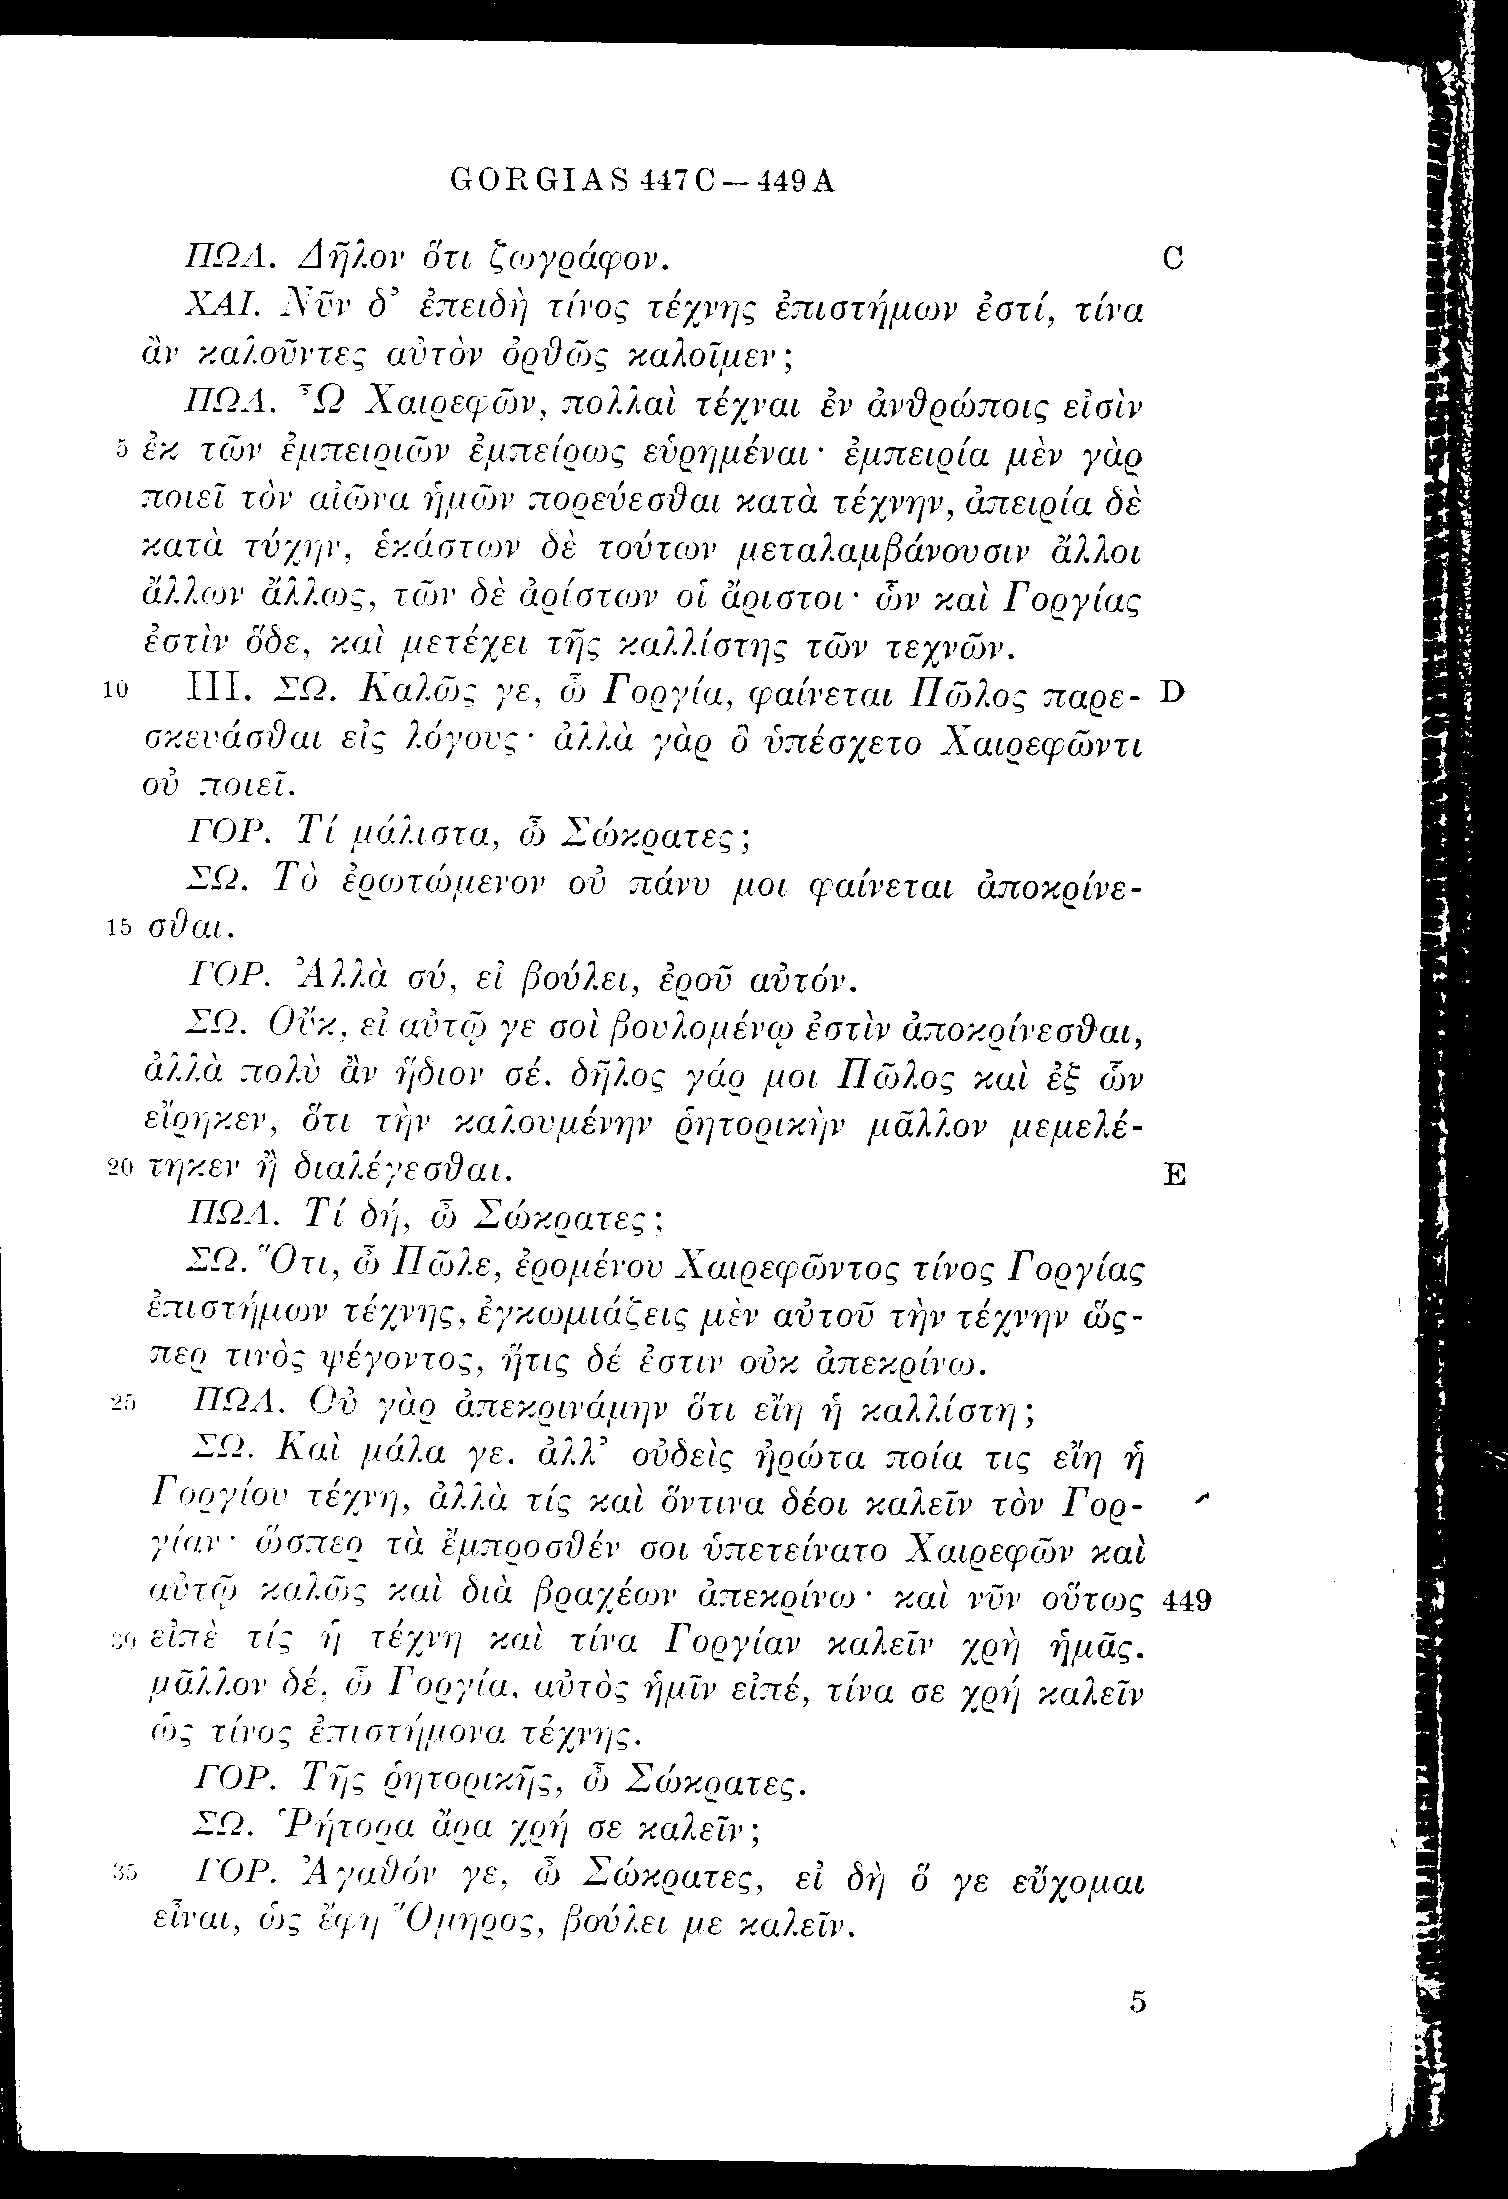 GORGIAS 447C — 449A
ΠΩΛ. Δῆλον ὅτι ζωγράφον. C
ΧΑΙ. Νῦν δ’ ἐπειδὴ τίνος τέχνης ἐπιστήμων ἐστί, τίνα
ἂν καλοῦντες αὐτὸν ὀρθῶς καλοῖμεν;
ΠΩΛ. Ὦ Χαιρεφῶν, πολλαὶ τέχναι ἐν ἀνθρώποις εἰσὶν
5 ἐκ τῶν ἐμπειριῶν ἐμπείρως εὑρημέναι· ἐμπειρία μὲν γὰρ
ποιεῖ τὸν αἰῶνα ἡμῶν πορεύεσθαι κατὰ τέχνην, ἀπειρία δὲ
κατὰ τύχην, ἑκάστων δὲ τούτων μεταλαμβάνουσιν ἄλλοι
ἄλλων ἄλλως, τῶν δὲ ἀρίστων οἱ ἄριστοι· ὧν καὶ Γοργίας
ἐστὶν ὅδε, καὶ μετέχει τῆς καλλίστης τῶν τεχνῶν.
10 III. ΣΩ. Καλῶς γε, ὦ Γοργία, φαίνεται Πῶλος παρε- D
σκευάσθαι εἰς λόγους· ἀλλὰ γὰρ ὃ ὑπέσχετο Χαιρεφῶντι
οὐ ποιεῖ.
ΓΟΡ. Τί μάλιστα, ὦ Σώκρατες;
ΣΩ. Τὸ ἐρωτώμενον οὐ πάνυ μοι φαίνεται ἀποκρίνε-
15 σθαι.
ΓΟΡ. Ἀλλὰ σύ, εἰ βούλει, ἐροῦ αὐτόν.
ΣΩ. Οὔκ, εἰ αὐτῷ γε σοὶ βουλομένῳ ἐστὶν ἀποκρίνεσθαι,
ἀλλὰ πολὺ ἂν ἥδιον σέ. δῆλος γάρ μοι Πῶλος καὶ ἐξ ὧν
εἴρηκεν, ὅτι τὴν καλουμένην ῥητορικὴν μᾶλλον μεμελέ-
20 τηκεν ἢ διαλέγεσθαι. E
ΠΩΛ. Τί δή, ὦ Σώκρατες;
ΣΩ. Ὅτι, ὦ Πῶλε, ἐρομένου Χαιρεφῶντος τίνος Γοργίας
ἐπιστήμων τέχνης, ἐγκωμιάζεις μὲν αὐτοῦ τὴν τέχνην ὥς-
περ τινὸς ψέγοντος, ἥτις δέ ἐστιν οὐκ ἀπεκρίνω.
25 ΠΩΛ. Οὐ γὰρ ἀπεκρινάμην ὅτι εἴη ἡ καλλίστη;
ΣΩ. Καὶ μάλα γε. ἀλλ’ οὐδεὶς ἠρώτα ποία τις εἴη ἡ
Γοργίου τέχνη, ἀλλὰ τίς καὶ ὅντινα δέοι καλεῖν τὸν Γορ-
γίαν· ὥσπερ τὰ ἔμπροσθέν σοι ὑπετείνατο Χαιρεφῶν καὶ
αὐτῷ καλῶς καὶ διὰ βραχέων ἀπεκρίνω· καὶ νῦν οὕτως 449
30 εἰπὲ τίς ἡ τέχνη καὶ τίνα Γοργίαν καλεῖν χρὴ ἡμᾶς.
μᾶλλον δέ, ὦ Γοργία, αὐτὸς ἡμῖν εἰπέ, τίνα σε χρή καλεῖν
ὡς τίνος ἐπιστήμονα τέχνης.
ΓΟΡ. Τῆς ῥητορικῆς, ὦ Σώκρατες.
ΣΩ. Ῥήτορα ἄρα χρή σε καλεῖν;
35 ΓΟΡ. Ἀγαθόν γε, ὦ Σώκρατες, εἰ δὴ ὅ γε εὔχομαι
εἶναι, ὡς ἔφη Ὅμηρος, βούλει με καλεῖν.
5